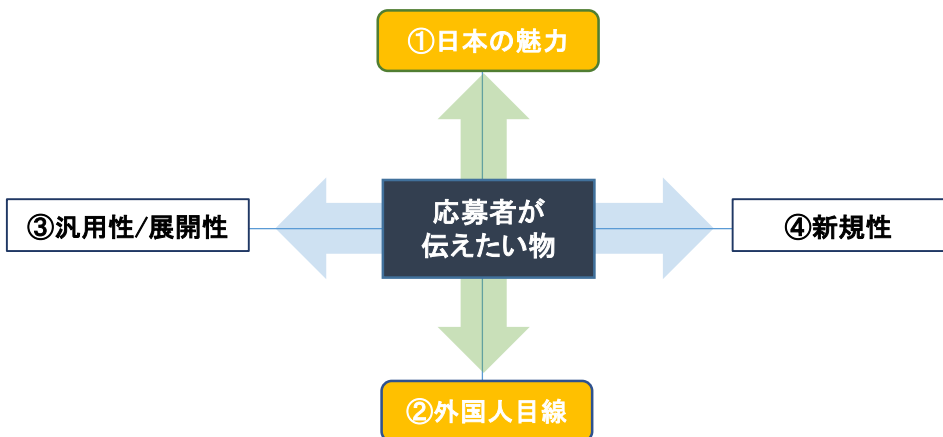 ①日本の魅力
③汎用性/展開性
応募者が
伝えたい物
④新規性
②外国人目線